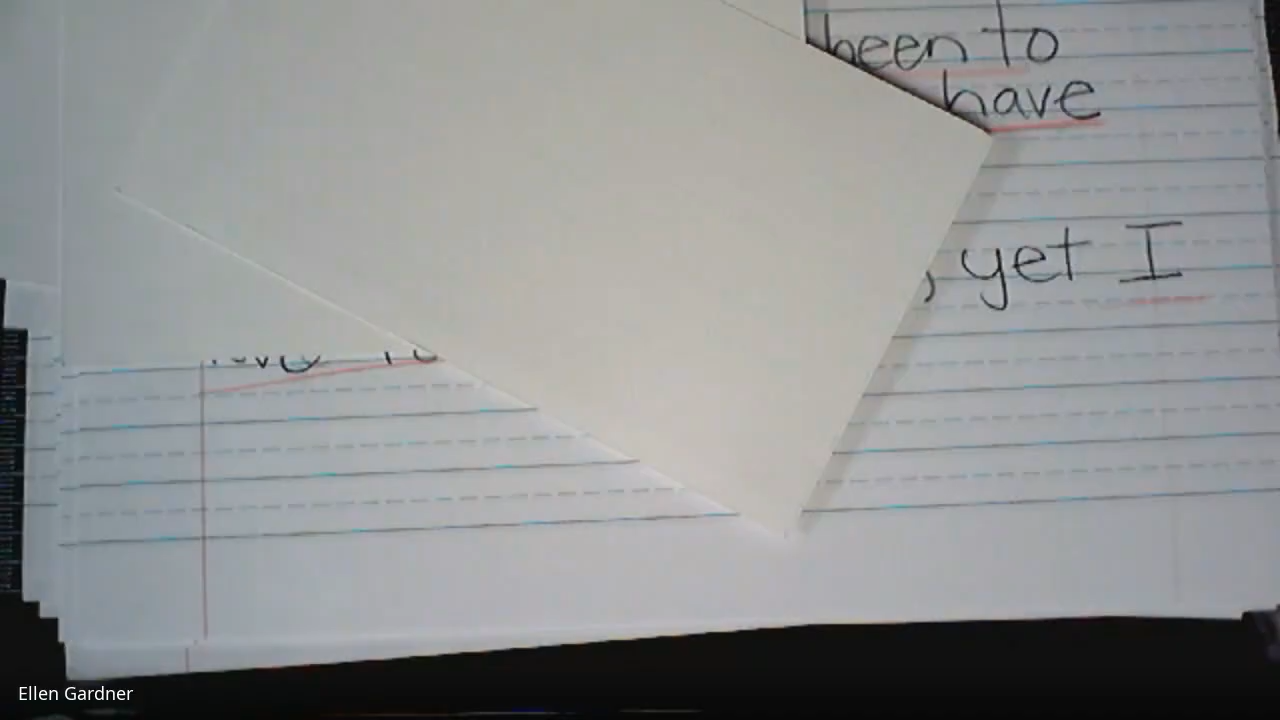 been to
have
, yet I
Ellen Gardner